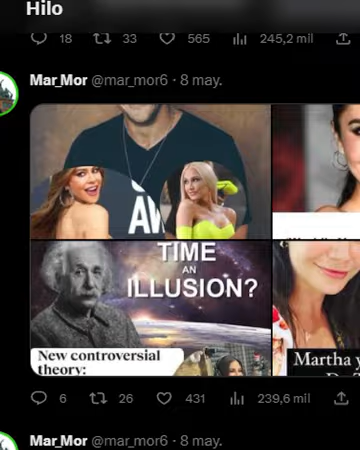 Hilo
18 33 565 245,2 mil
Mar_Mor @mar_mor6 · 8 may.
TIME
AN
ILLUSION?
New controversial
theory:
Martha y
6 26 431 239,6 mil
Mar_Mor @mar_mor6 · 8 may.